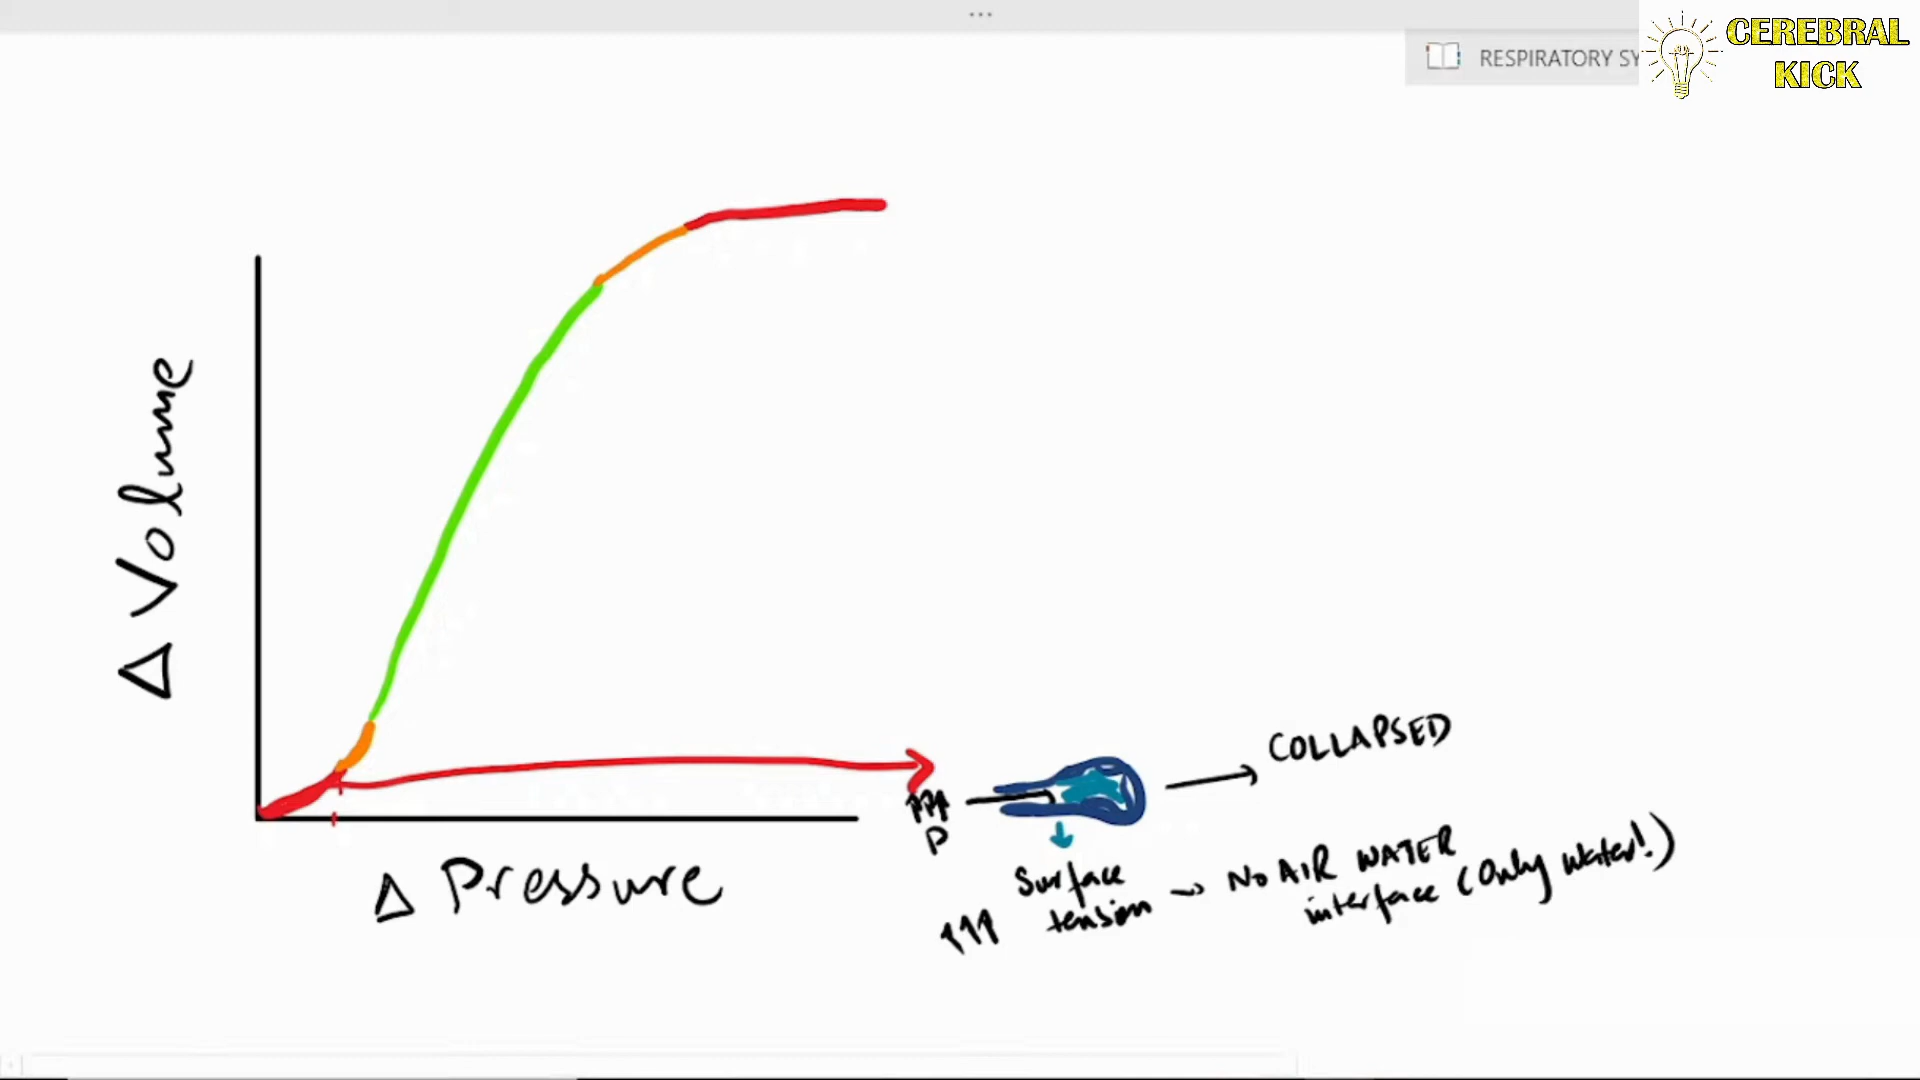 ...
RESPIRATORY SY
CEREBRAL
KICK
Δ Volume
Δ Pressure
↑↑↑
P
COLLAPSED
↑↑↑ Surface
tension → No AIR WATER
interface (Only Water!)